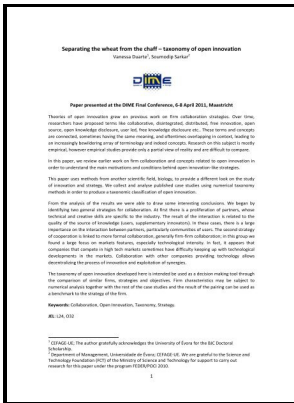 Separating the wheat from the chaff – taxonomy of open innovation
Vanessa Duarte¹, Soumodip Sarkar²
DIME
Paper presented at the DIME Final Conference, 6-8 April 2011, Maastricht
Theories of open innovation grow on previous work on firm collaboration strategies. Over time,
researchers have proposed terms like collaborative, disintegrated, distributed, free innovation, open
source, open knowledge disclosure, user led, free knowledge disclosure etc.. These terms and concepts
are connected, sometimes having the same meaning, and oftentimes overlapping in context, leading to
an increasingly bewildering array of terminology and indeed concepts. Research on this subject is mostly
empirical, however empirical studies provide only a partial view of reality and are difficult to compare.
In this paper, we review earlier work on firm collaboration and concepts related to open innovation in
order to understand the main motivations and conditions behind open innovation-like strategies.
This paper uses methods from another scientific field, biology, to provide a different look on the study
of innovation and strategy. We collect and analyse published case studies using numerical taxonomy
methods in order to produce a taxonomic classification of open innovation.
From the analysis of the results we were able to draw some interesting conclusions. We began by
identifying two general strategies for collaboration. At first there is a proliferation of partners, whose
technical and creative skills are specific to the industry. The result of the interaction is related to the
quality of the source of knowledge (users, supplementary innovators). In these cases, there is a large
importance on the interaction between partners, particularly communities of users. The second strategy
of cooperation is linked to more formal collaboration, generally firm-firm collaboration; in this group we
found a large focus on markets features, especially technological intensity. In fact, it appears that
companies that compete in high tech markets sometimes have difficulty keeping up with technological
developments in the markets. Collaboration with other companies providing technology allows
decentralizing the process of innovation and exploitation of synergies.
The taxonomy of open innovation developed here is intended to be used as a decision making tool through
the comparison of similar firms, strategies and objectives. Firm characteristics may be subject to
numerical analysis together with the rest of the case studies and the result of the pairing can be used as
a benchmark to the strategy of the firm.
Keywords: Collaboration, Open Innovation, Taxonomy, Strategy.
JEL: L24, O32
¹ CEFAGE-UE; The author gratefully acknowledges the University of Évora for the BIC Doctoral
Scholarship.
² Department of Management, Universidade de Évora; CEFAGE-UE. We are grateful to the Science and
Technology Foundation (FCT) of the Ministry of Science and Technology for support to carry out
research for this paper under the program FEDER/POCI 2010.
1